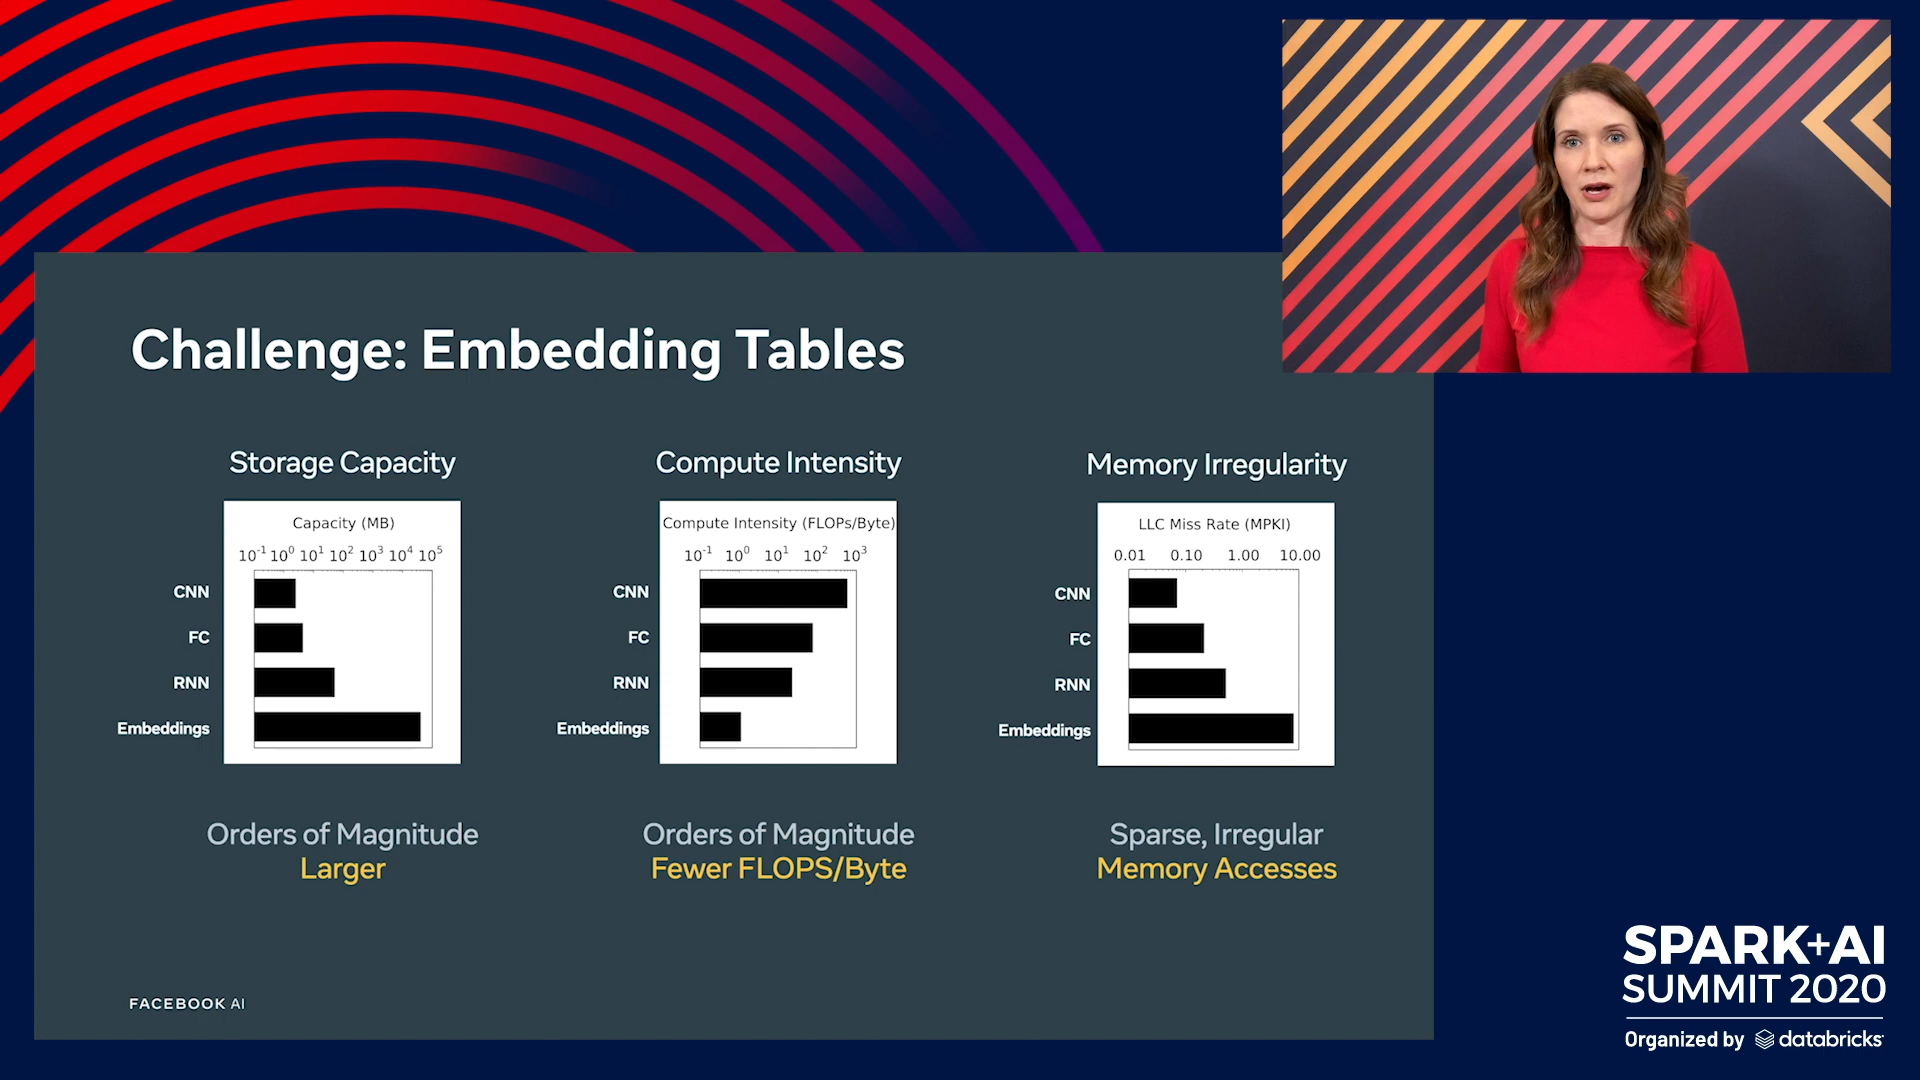 Challenge: Embedding Tables
Storage Capacity
Capacity (MB)
10⁻¹ 10⁰ 10¹ 10² 10³ 10⁴ 10⁵
CNN
FC
RNN
Embeddings
Orders of Magnitude
Larger
Compute Intensity
Compute Intensity (FLOPs/Byte)
10⁻¹ 10⁰ 10¹ 10² 10³
CNN
FC
RNN
Embeddings
Orders of Magnitude
Fewer FLOPS/Byte
Memory Irregularity
LLC Miss Rate (MPKI)
0.01 0.10 1.00 10.00
CNN
FC
RNN
Embeddings
Sparse, Irregular
Memory Accesses
FACEBOOK AI
SPARK+AI
SUMMIT 2020
Organized by databricks